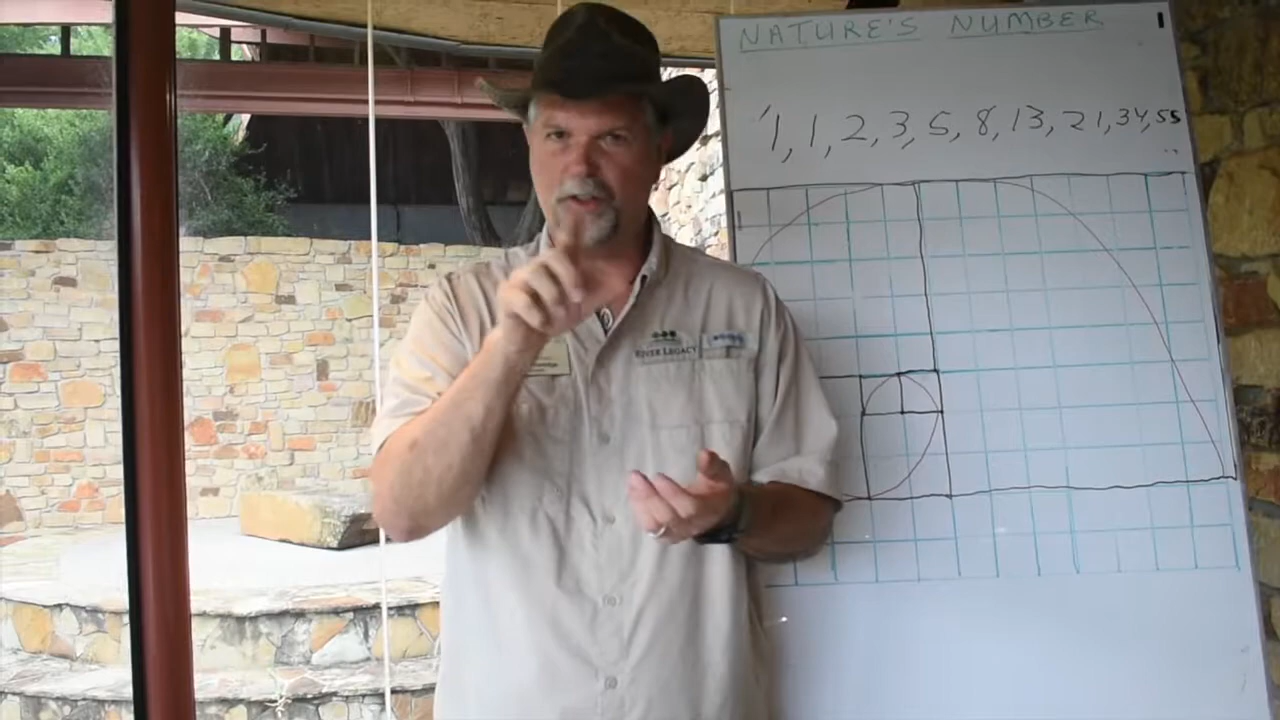 NATURE'S NUMBER
1, 1, 2, 3, 5, 8, 13, 21, 34, 55
RIVER LEGACY